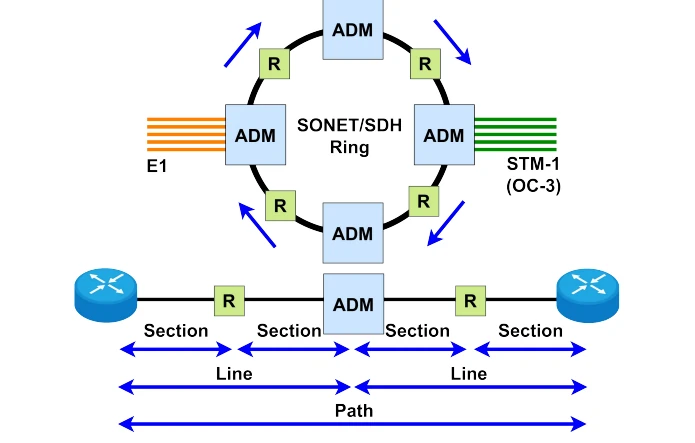 ADM
R
R
ADM
SONET/SDH
Ring
ADM
E1
STM-1
(OC-3)
R
R
ADM
R
ADM
R
Section
Section
Section
Section
Line
Line
Path